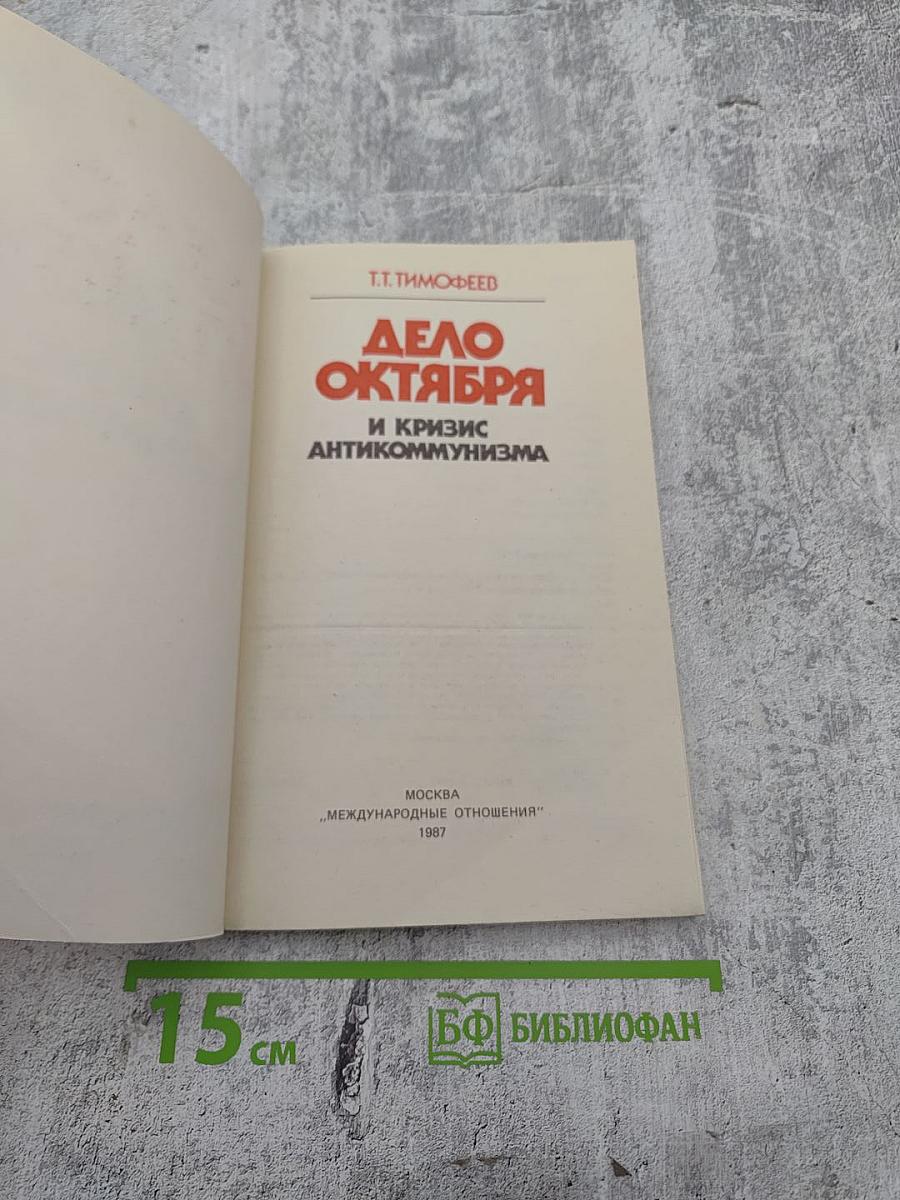 Т.Т. ТИМОФЕЕВ
ДЕЛО
ОКТЯБРЯ
И КРИЗИС
АНТИКОММУНИЗМА
МОСКВА
„МЕЖДУНАРОДНЫЕ ОТНОШЕНИЯ"
1987
15 см
БФ БИБЛИОФАН